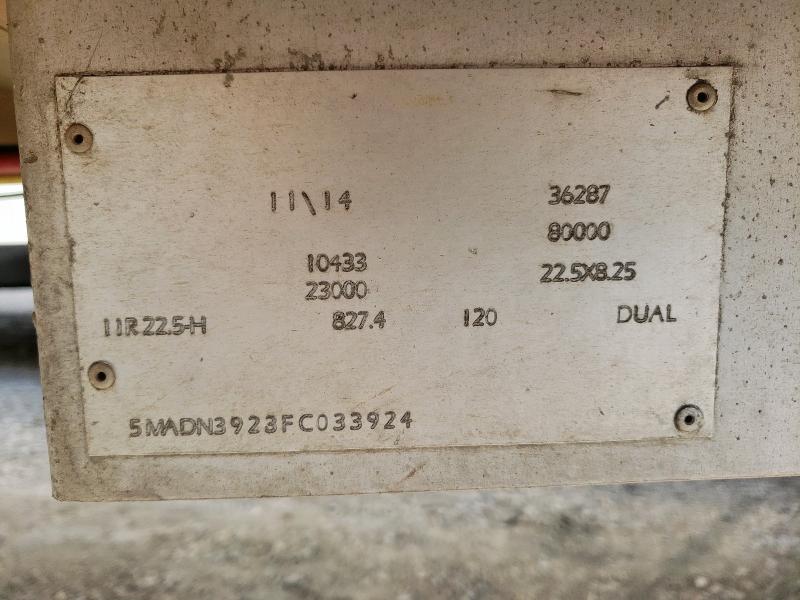 11\14 36287
80000
10433 22.5X8.25
23000
11R22.5-H 827.4 120 DUAL
5MADN3923FC033924